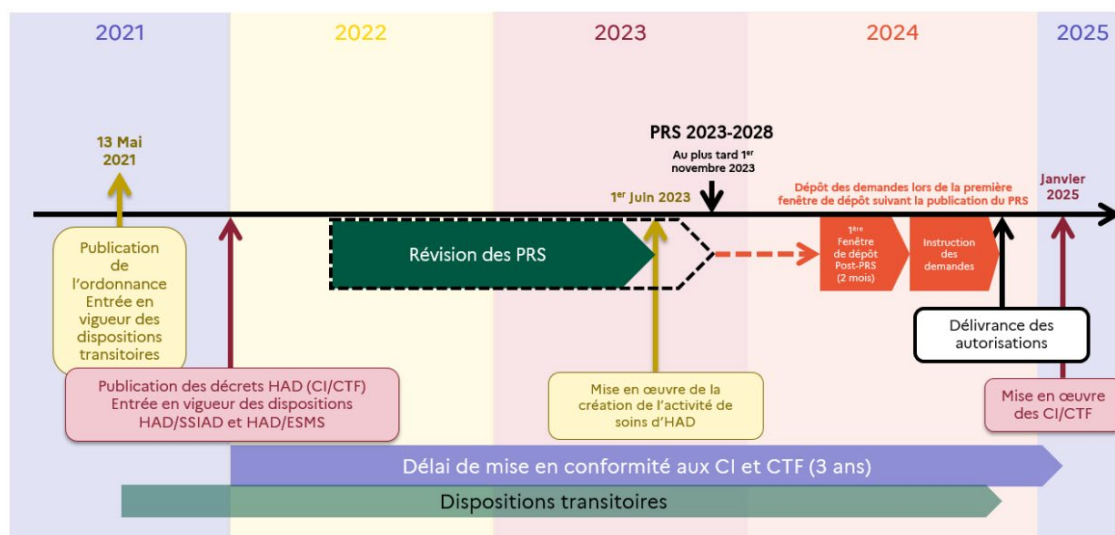 2021
2022
2023
2024
2025
13 Mai
2021
PRS 2023-2028
Au plus tard 1er
novembre 2023
1er Juin 2023
Dépôt des demandes lors de la première
fenêtre de dépôt suivant la publication du PRS
Janvier
2025
Publication
de
l'ordonnance
Entrée en
vigueur des
dispositions
transitoires
Révision des PRS
1ère
Fenêtre
de dépôt
Post-PRS
(2 mois)
Instruction
des
demandes
Délivrance des
autorisations
Publication des décrets HAD (CI/CTF)
Entrée en vigueur des dispositions
HAD/SSIAD et HAD/ESMS
Mise en œuvre de la
création de l'activité de
soins d'HAD
Mise en œuvre
des CI/CTF
Délai de mise en conformité aux CI et CTF (3 ans)
Dispositions transitoires